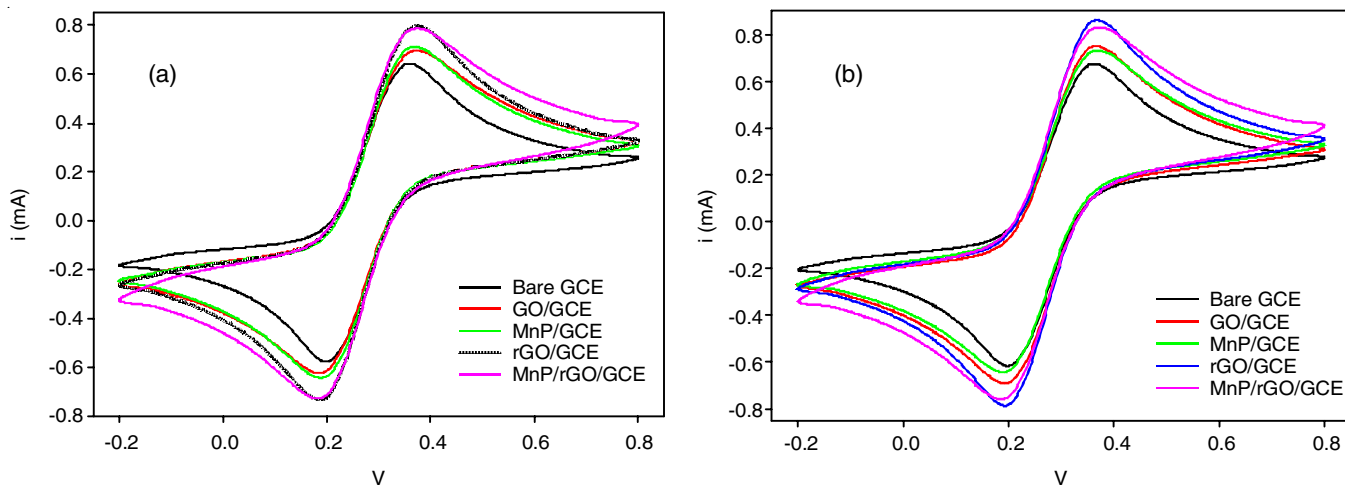 (a)
i (mA)
0.8
0.6
0.4
0.2
0.0
-0.2
-0.4
-0.6
-0.8
Bare GCE
GO/GCE
MnP/GCE
rGO/GCE
MnP/rGO/GCE
-0.2 0.0 0.2 0.4 0.6 0.8
V
(b)
i (mA)
0.8
0.6
0.4
0.2
0.0
-0.2
-0.4
-0.6
-0.8
Bare GCE
GO/GCE
MnP/GCE
rGO/GCE
MnP/rGO/GCE
-0.2 0.0 0.2 0.4 0.6 0.8
V